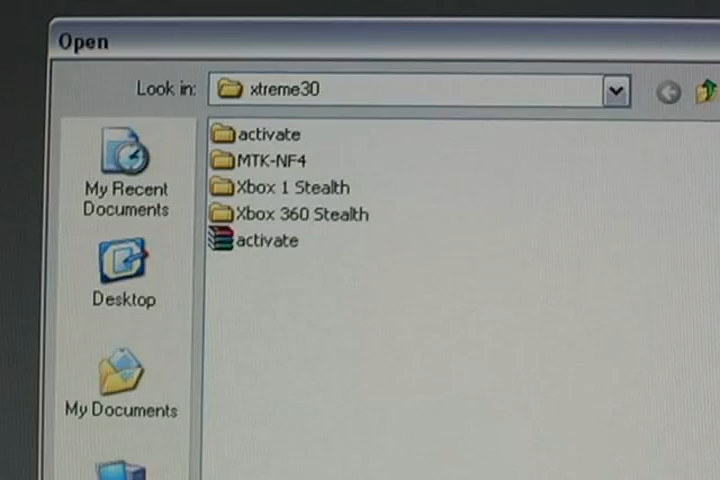 Open
Look in:
xtreme30
activate
MTK-NF4
Xbox 1 Stealth
Xbox 360 Stealth
activate
My Recent
Documents
Desktop
My Documents